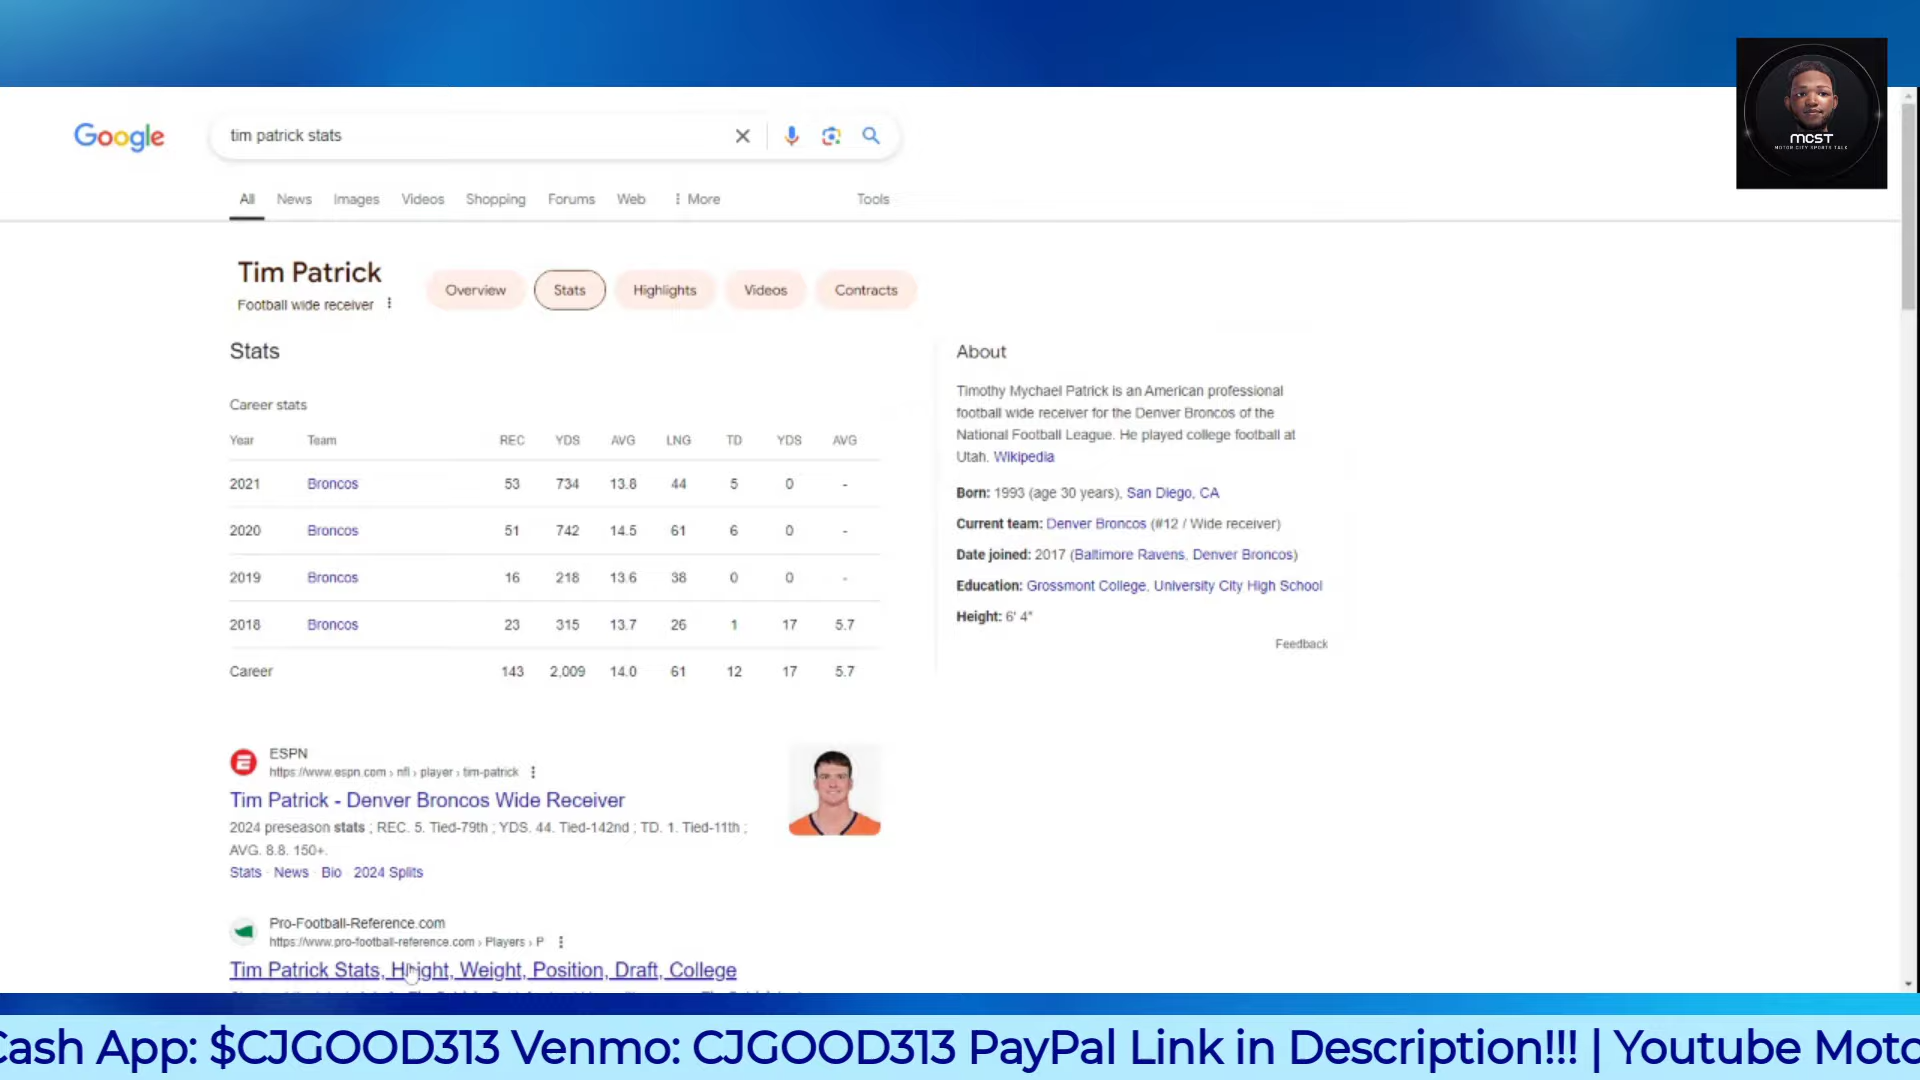 MCST
MOTOR CITY SPORTS TALK
Google
tim patrick stats
All News Images Videos Shopping Forums Web More Tools
Tim Patrick
Football wide receiver
Overview Stats Highlights Videos Contracts
Stats
Career stats
Year Team REC YDS AVG LNG TD YDS AVG
2021 Broncos 53 734 13.8 44 5 0 -
2020 Broncos 51 742 14.5 61 6 0 -
2019 Broncos 16 218 13.6 38 0 0 -
2018 Broncos 23 315 13.7 26 1 17 5.7
Career 143 2,009 14.0 61 12 17 5.7
About
Timothy Mychael Patrick is an American professional
football wide receiver for the Denver Broncos of the
National Football League. He played college football at
Utah. Wikipedia
Born: 1993 (age 30 years), San Diego, CA
Current team: Denver Broncos (#12 / Wide receiver)
Date joined: 2017 (Baltimore Ravens, Denver Broncos)
Education: Grossmont College, University City High School
Height: 6' 4"
Feedback
ESPN
https://www.espn.com › nfl › player › tim-patrick
Tim Patrick - Denver Broncos Wide Receiver
2024 preseason stats ; REC. 5. Tied-79th ; YDS. 44. Tied-142nd ; TD. 1. Tied-11th ;
AVG. 8.8. 150+.
Stats · News · Bio · 2024 Splits
Pro-Football-Reference.com
https://www.pro-football-reference.com › Players › P
Tim Patrick Stats, Height, Weight, Position, Draft, College
Cash App: $CJGOOD313 Venmo: CJGOOD313 PayPal Link in Description!!! | Youtube Moto